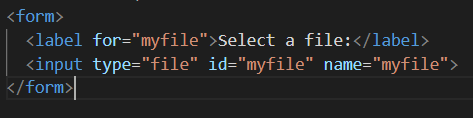 <form>
<label for="myfile">Select a file:</label>
<input type="file" id="myfile" name="myfile">
</form>